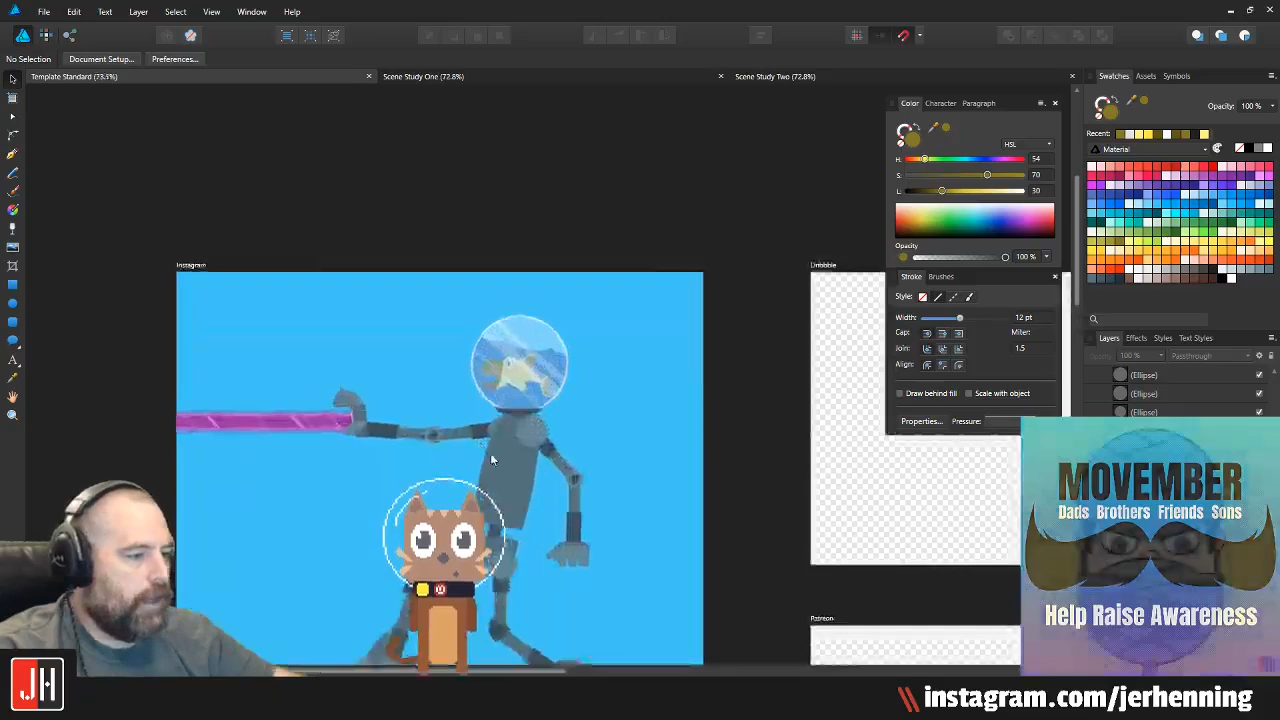 File Edit Text Layer Select View Window Help
No Selection Document Setup... Preferences...
Template Standard (73.1%) Scene Study One (72.8%) Scene Study Two (72.8%)
Swatches Assets Symbols
Color Character Paragraph
Opacity: 100 %
Recent:
HSL
Material
H: 54
S: 70
L: 30
Opacity
100 %
Instagram
Dribbble
Stroke Brushes
Style:
Width: 12 pt
Cap: Miter:
Join: 1.5
Align:
Draw behind fill Scale with object
Properties... Pressure:
Layers Effects Styles Text Styles
Opacity 100 % Passthrough
(Ellipse)
(Ellipse)
(Ellipse)
Patreon
MOVEMBER
Dads Brothers Friends Sons
Help Raise Awareness
JH
\\ instagram.com/jerhenning